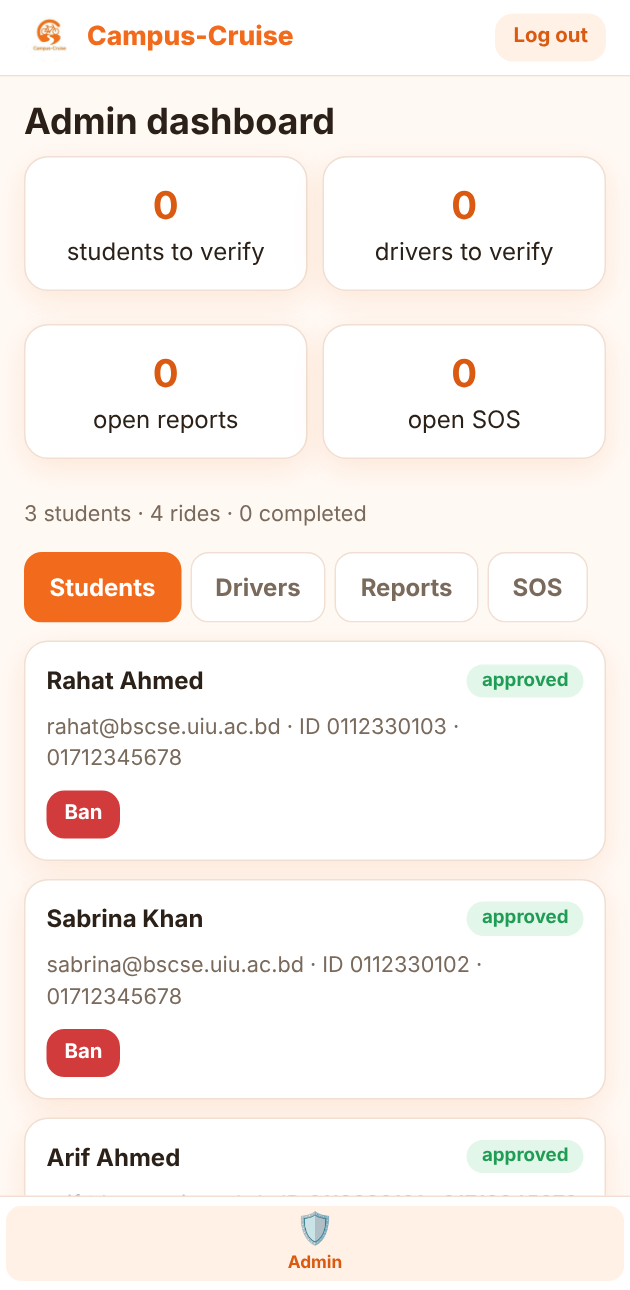 Campus-Cruise
Log out
Admin dashboard
0
students to verify
0
drivers to verify
0
open reports
0
open SOS
3 students · 4 rides · 0 completed
Students
Drivers
Reports
SOS
Rahat Ahmed
approved
rahat@bscse.uiu.ac.bd · ID 0112330103 ·
01712345678
Ban
Sabrina Khan
approved
sabrina@bscse.uiu.ac.bd · ID 0112330102 ·
01712345678
Ban
Arif Ahmed
approved
Admin